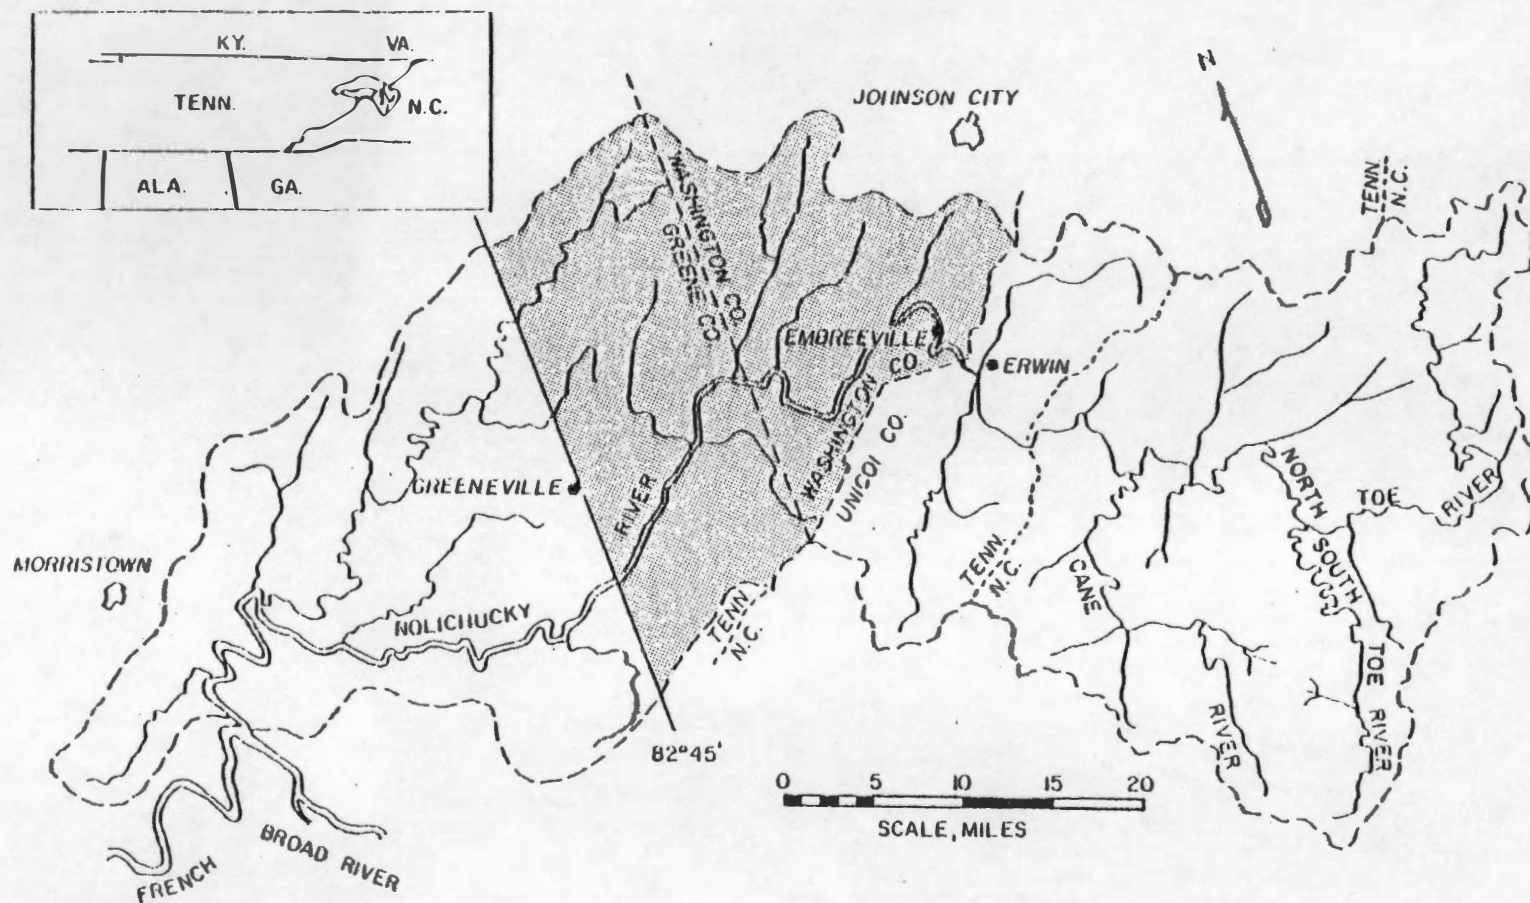 KY.
VA.
TENN.
N.C.
ALA.
GA.
N
JOHNSON CITY
TENN.
N.C.
WASHINGTON CO.
GREENE CO.
EMBREEVILLE
ERWIN
WASHINGTON CO.
UNICOI CO.
GREENEVILLE
RIVER
NOLICHUCKY
MORRISTOWN
TENN.
N.C.
TENN.
N.C.
CANE
RIVER
NORTH
TOE
RIVER
SOUTH
TOE
RIVER
82°45'
0 5 10 15 20
SCALE, MILES
FRENCH
BROAD RIVER